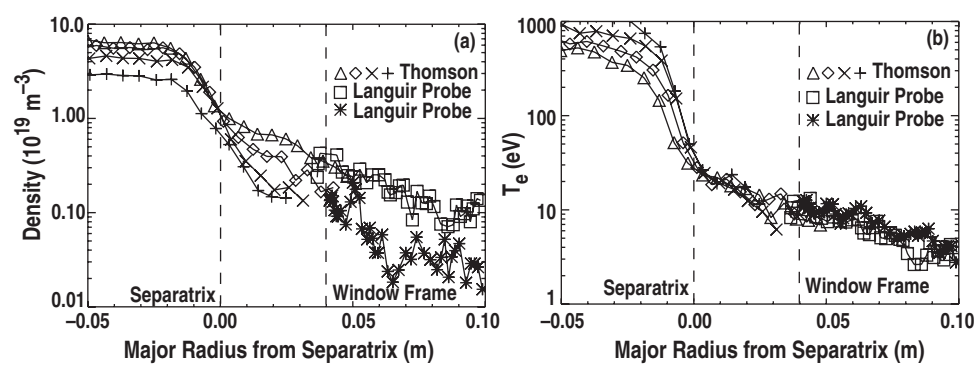 10.0
1.00
0.10
0.01
Density (10¹⁹ m⁻³)
(a)
Thomson
Languir Probe
Languir Probe
Separatrix
Window Frame
−0.05 0.00 0.05 0.10
Major Radius from Separatrix (m)
1000
100
10
1
Te (eV)
(b)
Thomson
Languir Probe
Languir Probe
Separatrix
Window Frame
−0.05 0.00 0.05 0.10
Major Radius from Separatrix (m)